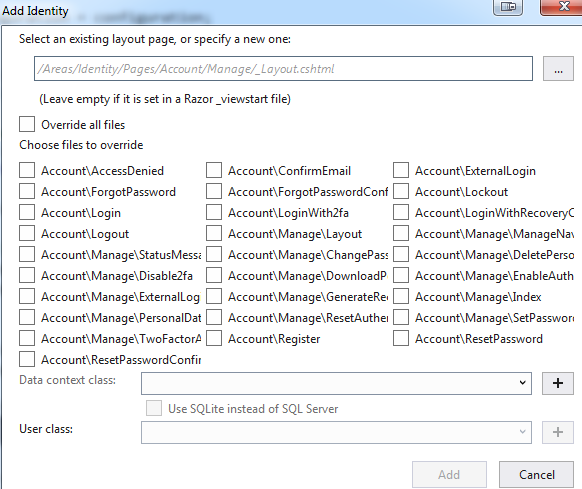 Add Identity
Select an existing layout page, or specify a new one:
/Areas/Identity/Pages/Account/Manage/_Layout.cshtml
...
(Leave empty if it is set in a Razor _viewstart file)
Override all files
Choose files to override
Account\AccessDenied Account\ConfirmEmail Account\ExternalLogin
Account\ForgotPassword Account\ForgotPasswordConf Account\Lockout
Account\Login Account\LoginWith2fa Account\LoginWithRecoveryC
Account\Logout Account\Manage\Layout Account\Manage\ManageNav
Account\Manage\StatusMessa Account\Manage\ChangePass Account\Manage\DeletePerso
Account\Manage\Disable2fa Account\Manage\DownloadP Account\Manage\EnableAuth
Account\Manage\ExternalLog Account\Manage\GenerateRec Account\Manage\Index
Account\Manage\PersonalDat Account\Manage\ResetAuthen Account\Manage\SetPassword
Account\Manage\TwoFactorA Account\Register Account\ResetPassword
Account\ResetPasswordConfir
Data context class:
Use SQLite instead of SQL Server
User class:
Add Cancel